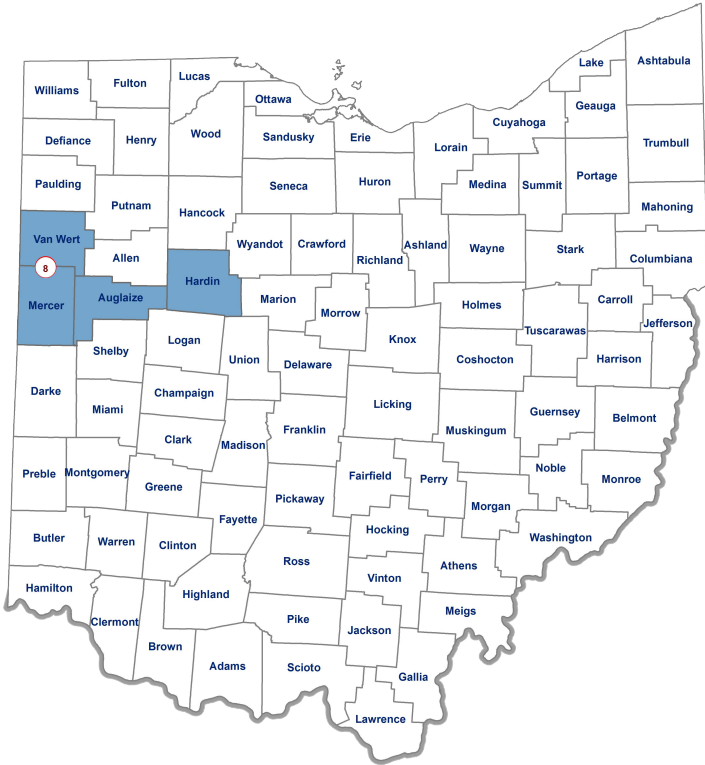 Lake
Ashtabula
Lucas
Fulton
Williams
Ottawa
Geauga
Cuyahoga
Wood
Sandusky
Erie
Defiance
Henry
Lorain
Trumbull
Portage
Huron
Medina
Summit
Paulding
Seneca
Putnam
Hancock
Mahoning
Van Wert
Wyandot
Crawford
Ashland
Wayne
Stark
Richland
Allen
Columbiana
8
Hardin
Auglaize
Marion
Mercer
Holmes
Carroll
Tuscarawas
Morrow
Jefferson
Logan
Knox
Shelby
Union
Coshocton
Harrison
Delaware
Darke
Champaign
Licking
Miami
Guernsey
Belmont
Franklin
Muskingum
Clark
Madison
Noble
Preble
Montgomery
Fairfield
Perry
Monroe
Greene
Pickaway
Morgan
Fayette
Hocking
Butler
Warren
Clinton
Washington
Ross
Athens
Vinton
Hamilton
Highland
Meigs
Clermont
Pike
Jackson
Brown
Adams
Scioto
Gallia
Lawrence